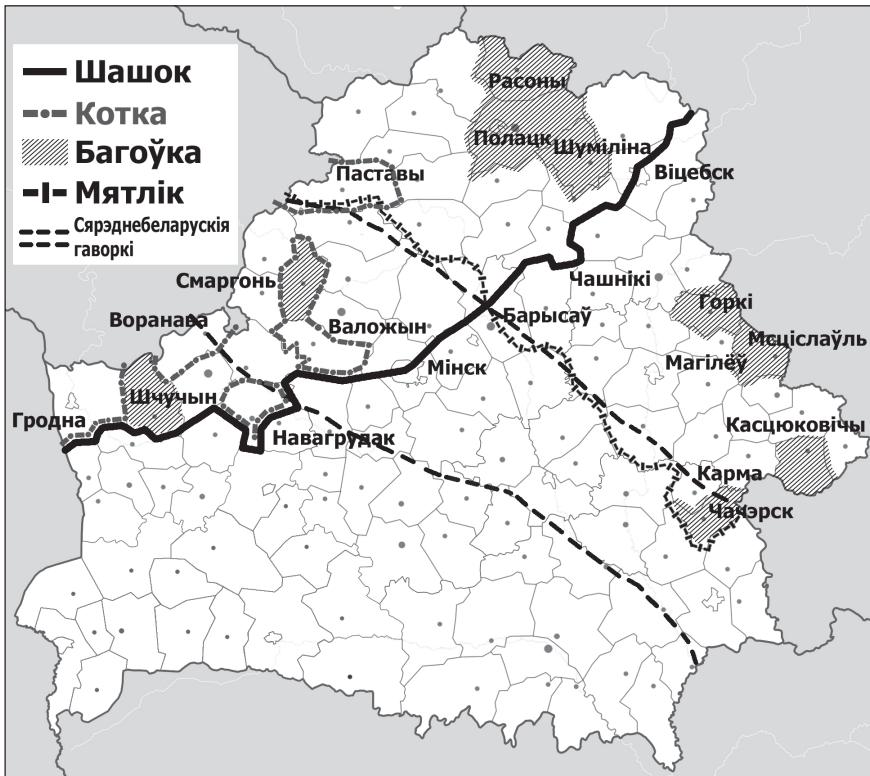 Шашок
Котка
Багоўка
Мятлік
Сярэднебеларускія
гаворкі
Расоны
Полацк
Шуміліна
Віцебск
Паставы
Смаргонь
Чашнікі
Горкі
Воранава
Барысаў
Валожын
Мсціслаўль
Мінск
Магілёў
Шчучын
Гродна
Навагрудак
Касцюковічы
Карма
Чачэрск